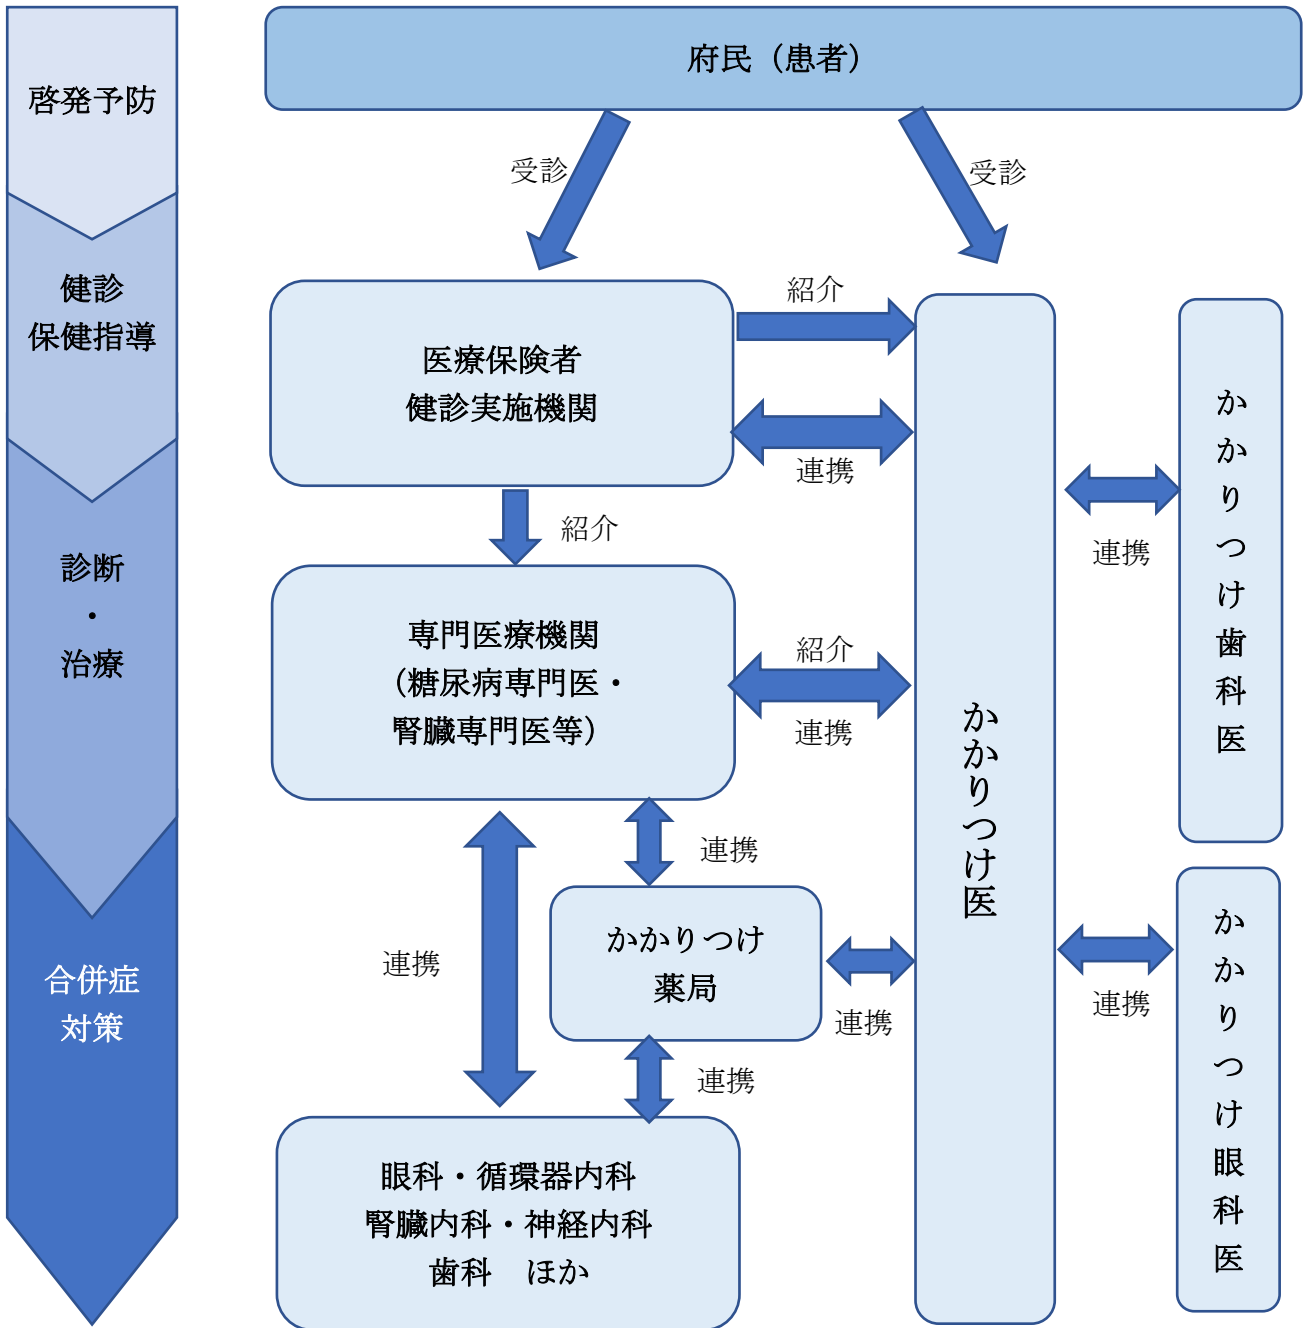 府民（患者）
啓発予防
受診
受診
健診
保健指導
紹介
医療保険者
健診実施機関
連携
紹介
かかりつけ歯科医
連携
診断
・
治療
専門医療機関
（糖尿病専門医・
腎臓専門医等）
紹介
連携
かかりつけ医
連携
かかりつけ
薬局
連携
連携
連携
合併症
対策
かかりつけ眼科医
連携
眼科・循環器内科
腎臓内科・神経内科
歯科　ほか